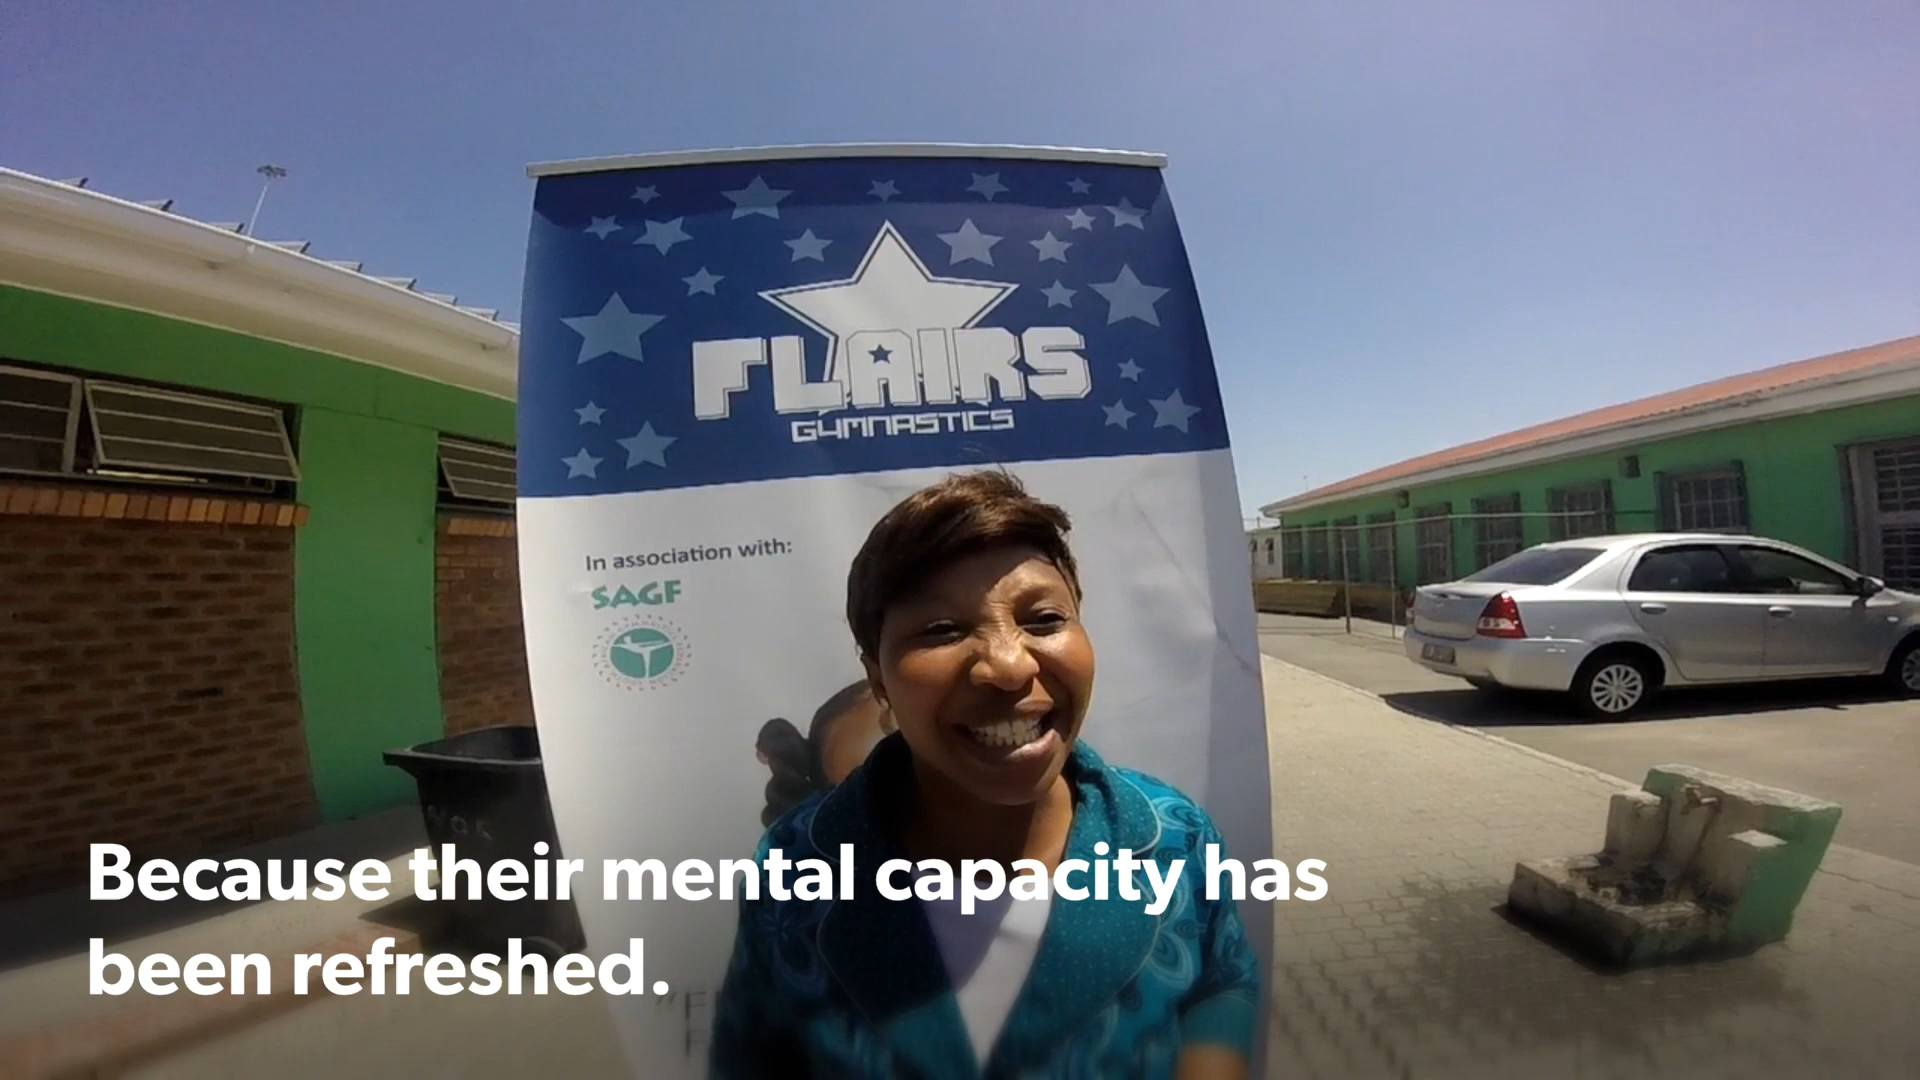 FLAIRS
GYMNASTICS
In association with:
SAGF
Because their mental capacity has
been refreshed.